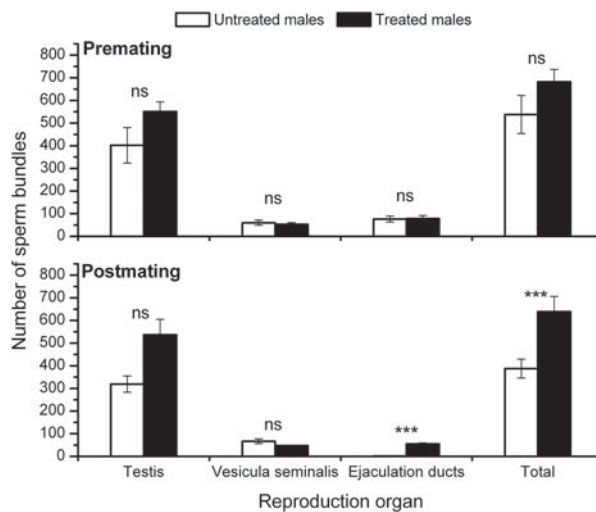 Untreated males Treated males
Premating
800
700
600
500
400
300
200
100
0
ns
ns
ns
ns
Number of sperm bundles
Postmating
800
700
600
500
400
300
200
100
0
ns
ns
***
***
Testis Vesicula seminalis Ejaculation ducts Total
Reproduction organ